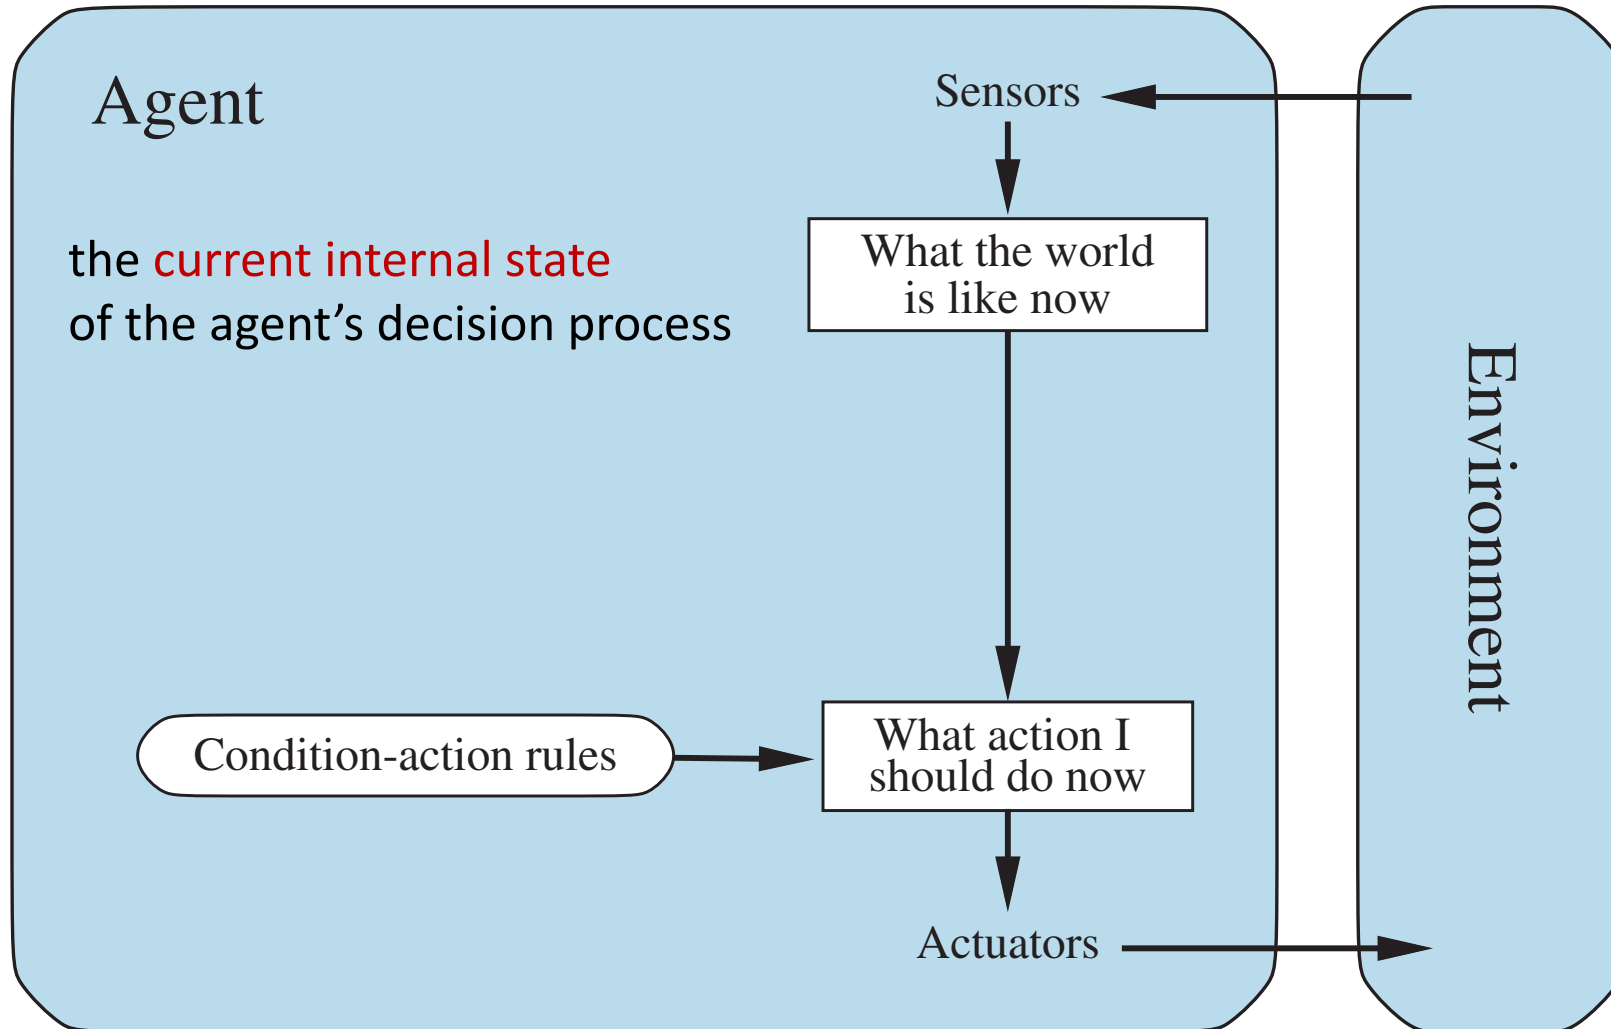 Agent
Sensors
the current internal state
of the agent’s decision process
What the world
is like now
Environment
Condition-action rules
What action I
should do now
Actuators